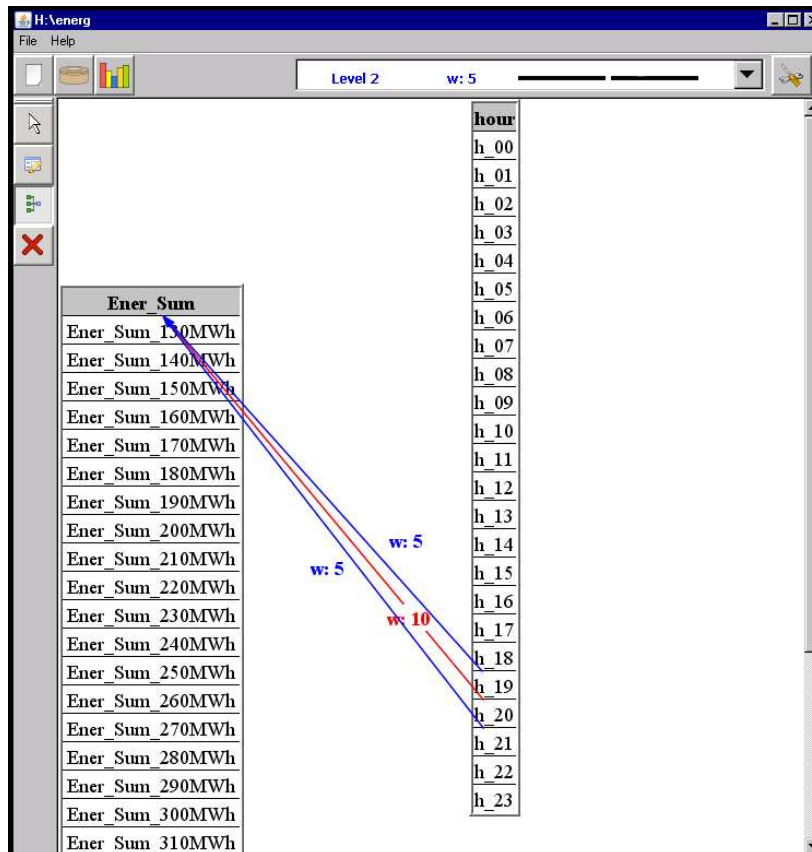 H:\energ
File Help
Level 2 w: 5
hour
h_00
h_01
h_02
h_03
h_04
h_05
h_06
h_07
h_08
h_09
h_10
h_11
h_12
h_13
h_14
h_15
h_16
h_17
h_18
h_19
h_20
h_21
h_22
h_23
Ener_Sum
Ener_Sum_130MWh
Ener_Sum_140MWh
Ener_Sum_150MWh
Ener_Sum_160MWh
Ener_Sum_170MWh
Ener_Sum_180MWh
Ener_Sum_190MWh
Ener_Sum_200MWh
Ener_Sum_210MWh
Ener_Sum_220MWh
Ener_Sum_230MWh
Ener_Sum_240MWh
Ener_Sum_250MWh
Ener_Sum_260MWh
Ener_Sum_270MWh
Ener_Sum_280MWh
Ener_Sum_290MWh
Ener_Sum_300MWh
Ener_Sum_310MWh
w: 5
w: 5
w: 10